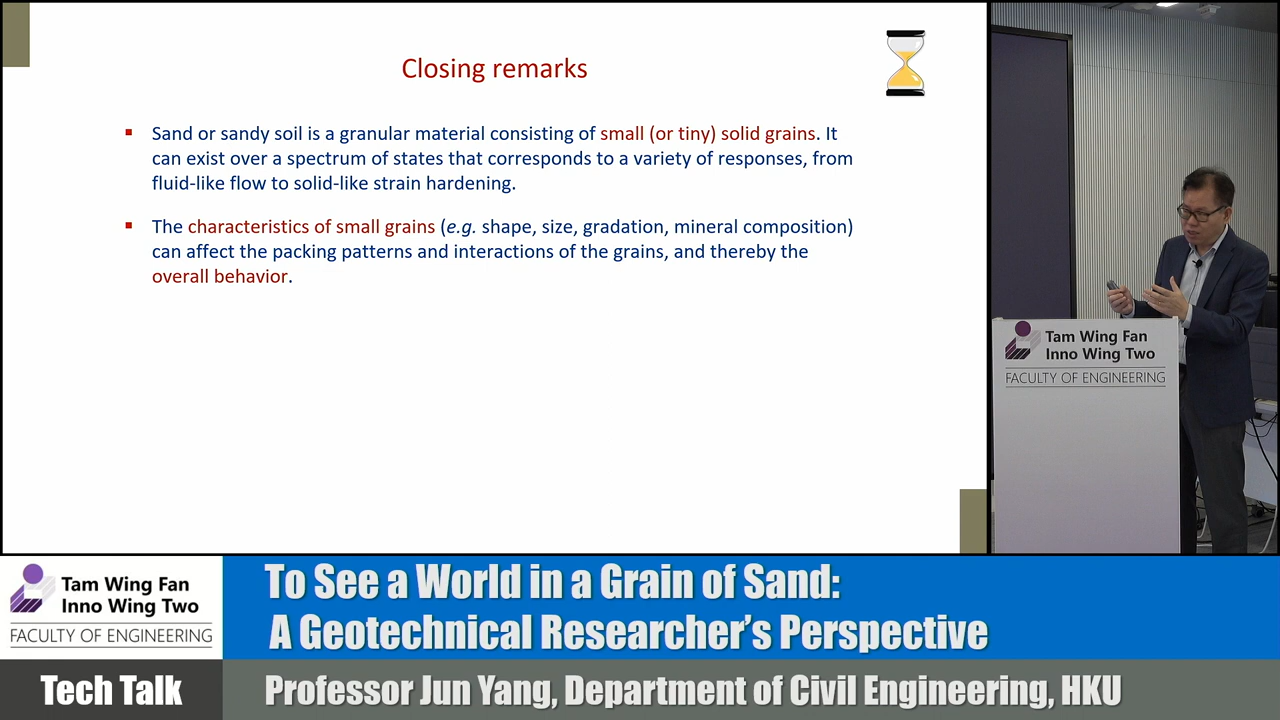 Closing remarks
▪ Sand or sandy soil is a granular material consisting of small (or tiny) solid grains. It
can exist over a spectrum of states that corresponds to a variety of responses, from
fluid-like flow to solid-like strain hardening.
▪ The characteristics of small grains (e.g. shape, size, gradation, mineral composition)
can affect the packing patterns and interactions of the grains, and thereby the
overall behavior.
Tam Wing Fan
Inno Wing Two
FACULTY OF ENGINEERING
Tam Wing Fan
Inno Wing Two
FACULTY OF ENGINEERING
To See a World in a Grain of Sand:
A Geotechnical Researcher's Perspective
Tech Talk
Professor Jun Yang, Department of Civil Engineering, HKU